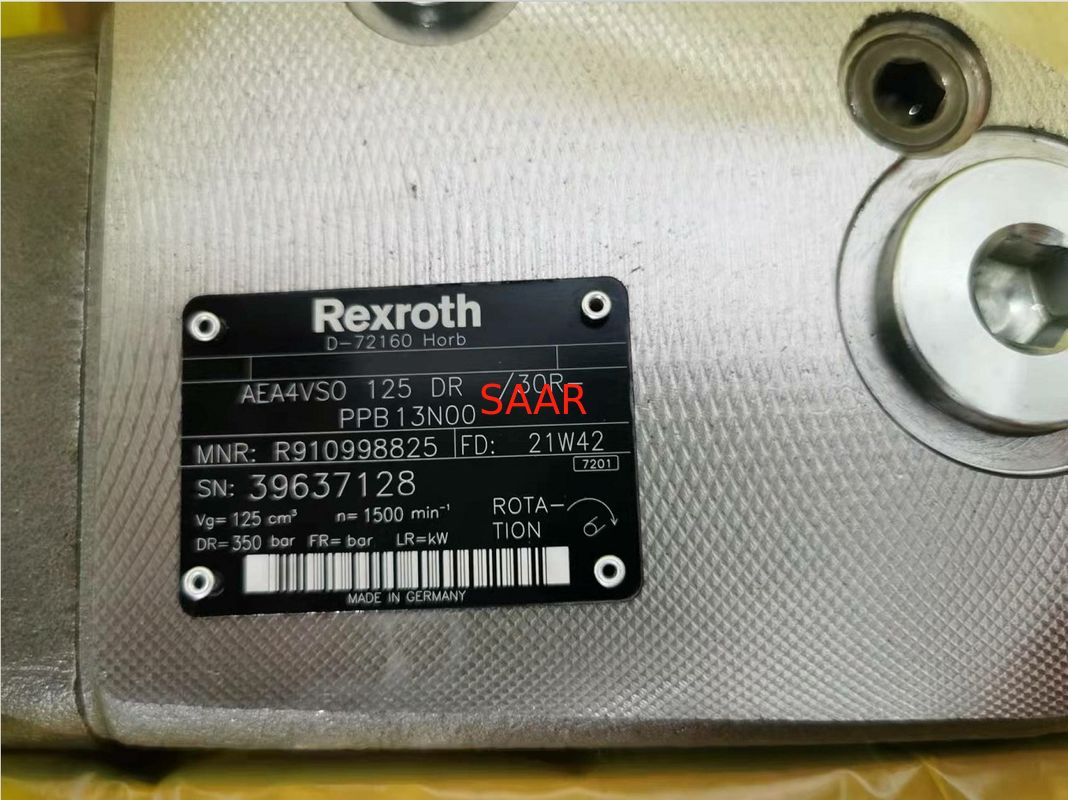 Rexroth
D-72160 Horb
AEA4VSO 125 DR /30R-
PPB13N00
SAAR
MNR: R910998825 FD: 21W42
7201
SN: 39637128
Vg= 125 cm³ n= 1500 min⁻¹
ROTA-
TION
DR=350 bar FR= bar LR=kW
MADE IN GERMANY